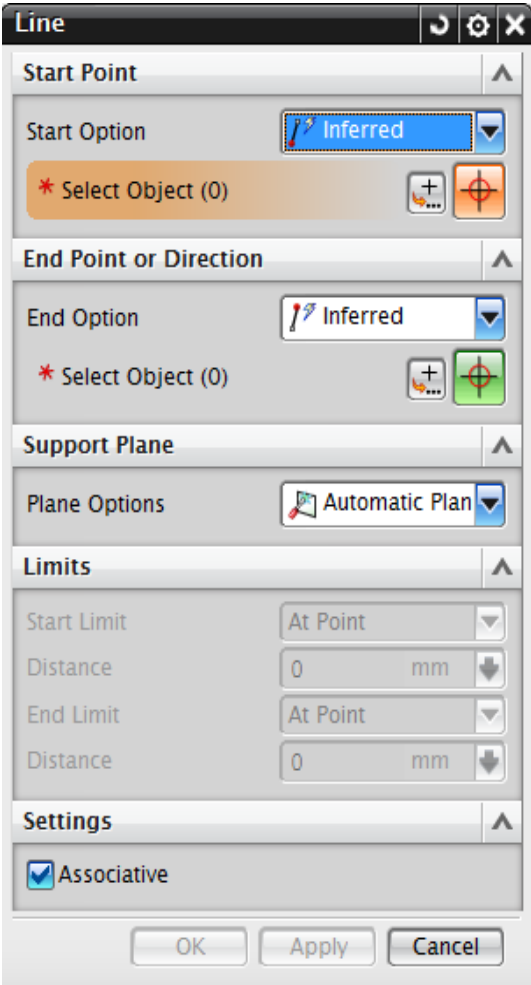 Line
Start Point
Start Option Inferred
* Select Object (0)
End Point or Direction
End Option Inferred
* Select Object (0)
Support Plane
Plane Options Automatic Plan
Limits
Start Limit At Point
Distance 0 mm
End Limit At Point
Distance 0 mm
Settings
Associative
OK Apply Cancel